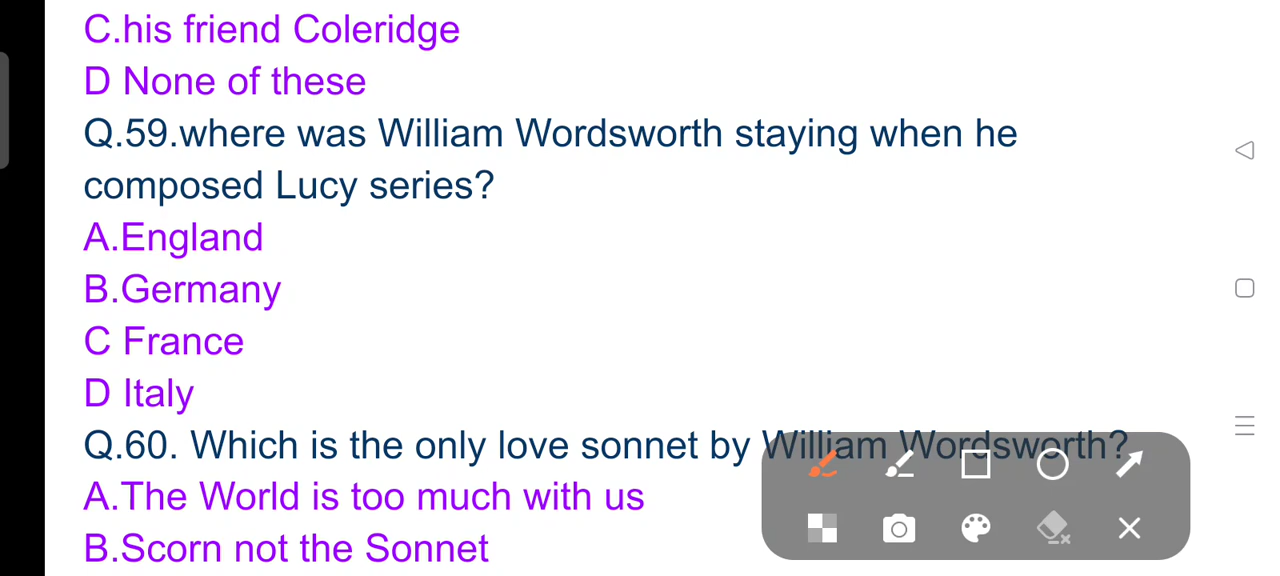 C.his friend Coleridge
D None of these
Q.59.where was William Wordsworth staying when he
composed Lucy series?
A.England
B.Germany
C France
D Italy
Q.60. Which is the only love sonnet by William Wordsworth?
A.The World is too much with us
B.Scorn not the Sonnet